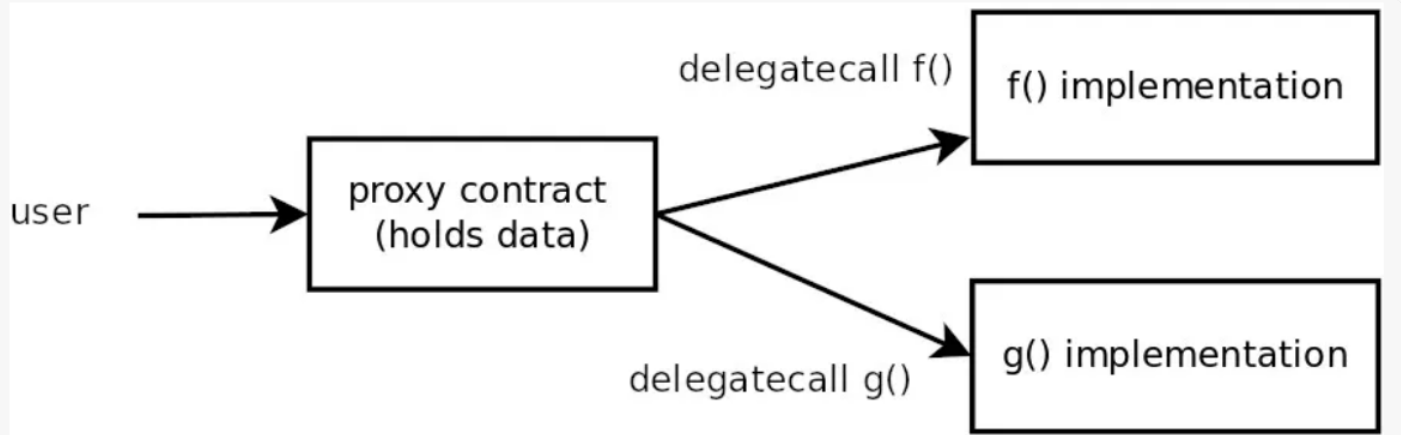 delegatecall f()
f() implementation
user
proxy contract
(holds data)
g() implementation
delegatecall g()